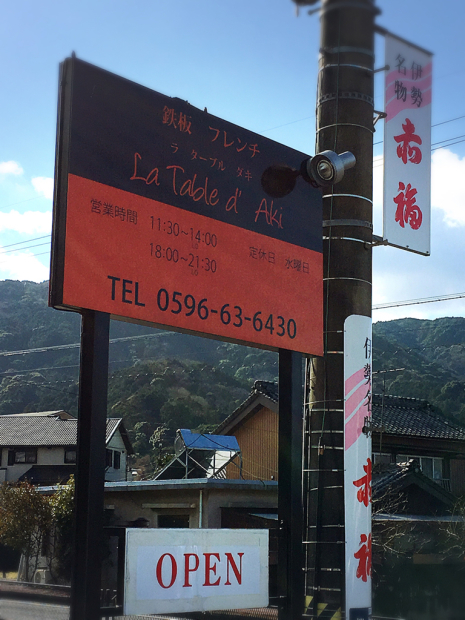 鉄板 フレンチ
ラ ターブル ダキ
La Table d' Aki
営業時間 11:30~14:00
18:00~21:30
定休日 水曜日
TEL 0596-63-6430
OPEN
伊勢
名物
赤福
伊勢名物
赤福